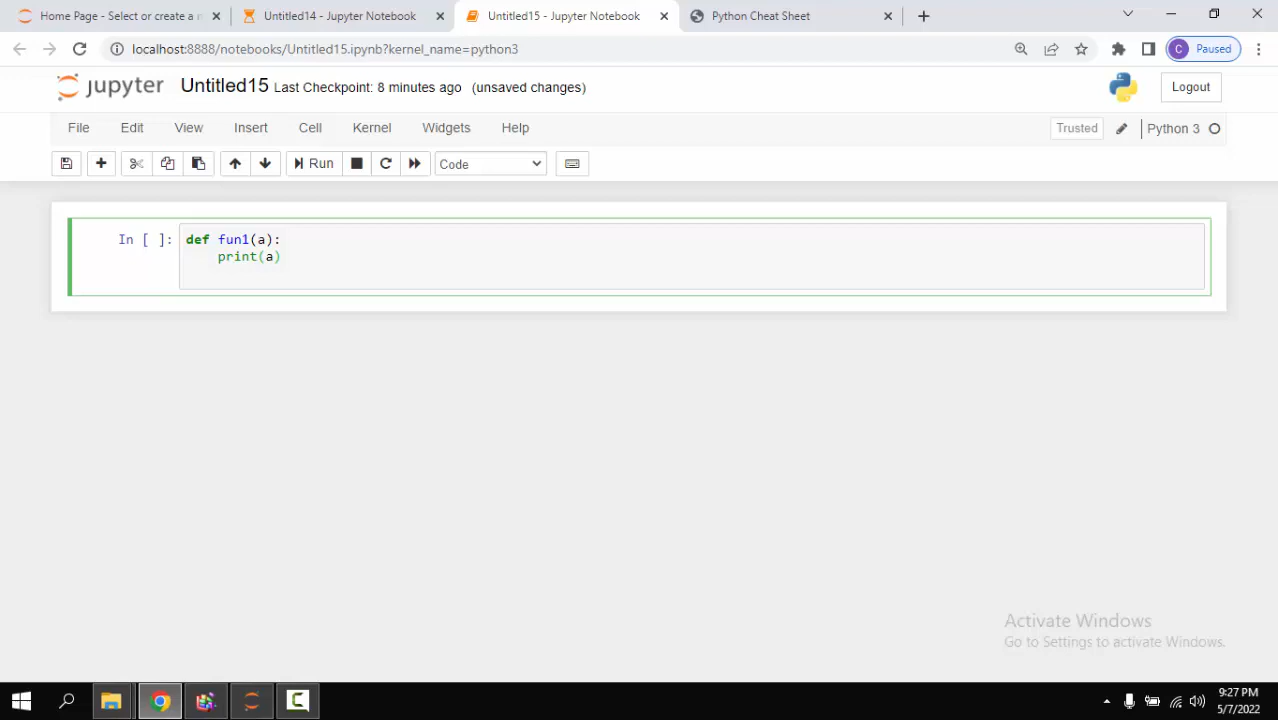 Home Page - Select or create a n
Untitled14 - Jupyter Notebook
Untitled15 - Jupyter Notebook
Python Cheat Sheet
localhost:8888/notebooks/Untitled15.ipynb?kernel_name=python3
C Paused
jupyter Untitled15 Last Checkpoint: 8 minutes ago (unsaved changes)
Logout
File Edit View Insert Cell Kernel Widgets Help
Trusted Python 3
Run Code
In [ ]: def fun1(a):
print(a)
Activate Windows
Go to Settings to activate Windows.
9:27 PM
5/7/2022